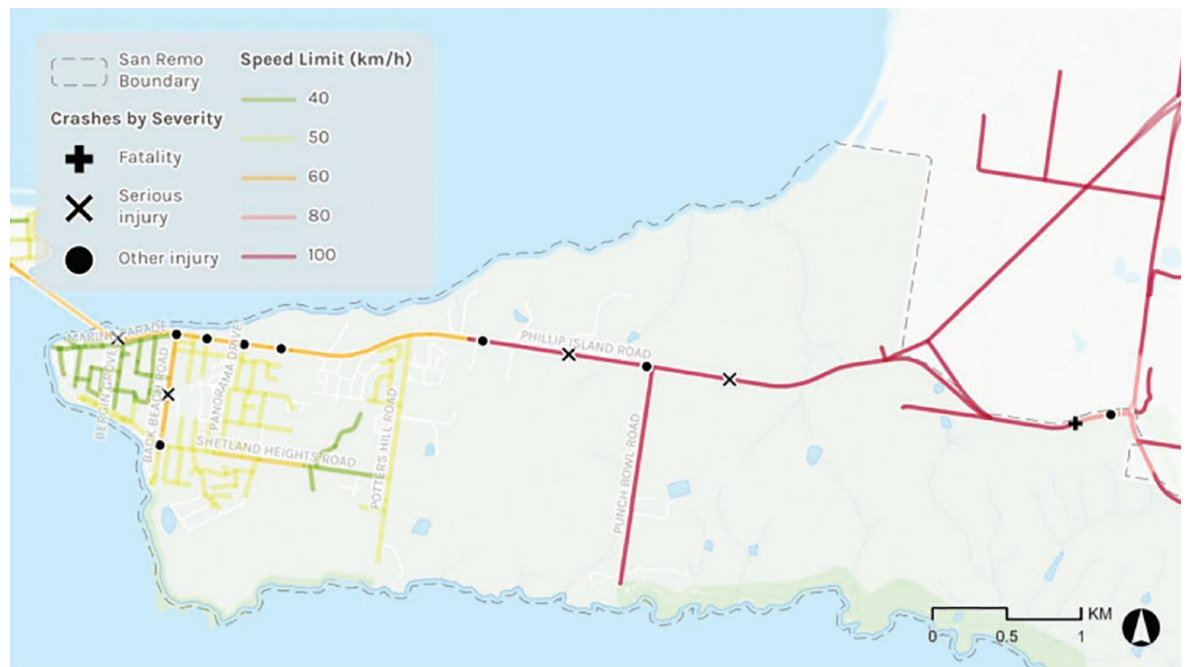 San Remo
Boundary
Crashes by Severity
Fatality
Serious
injury
Other injury
Speed Limit (km/h)
40
50
60
80
100
MARINE PARADE
BERGIN GROVE
BACK BEACH ROAD
PANORAMA DRIVE
SHETLAND HEIGHTS ROAD
POTTERS HILL ROAD
PHILLIP ISLAND ROAD
PUNCH BOWL ROAD
KM
0 0.5 1